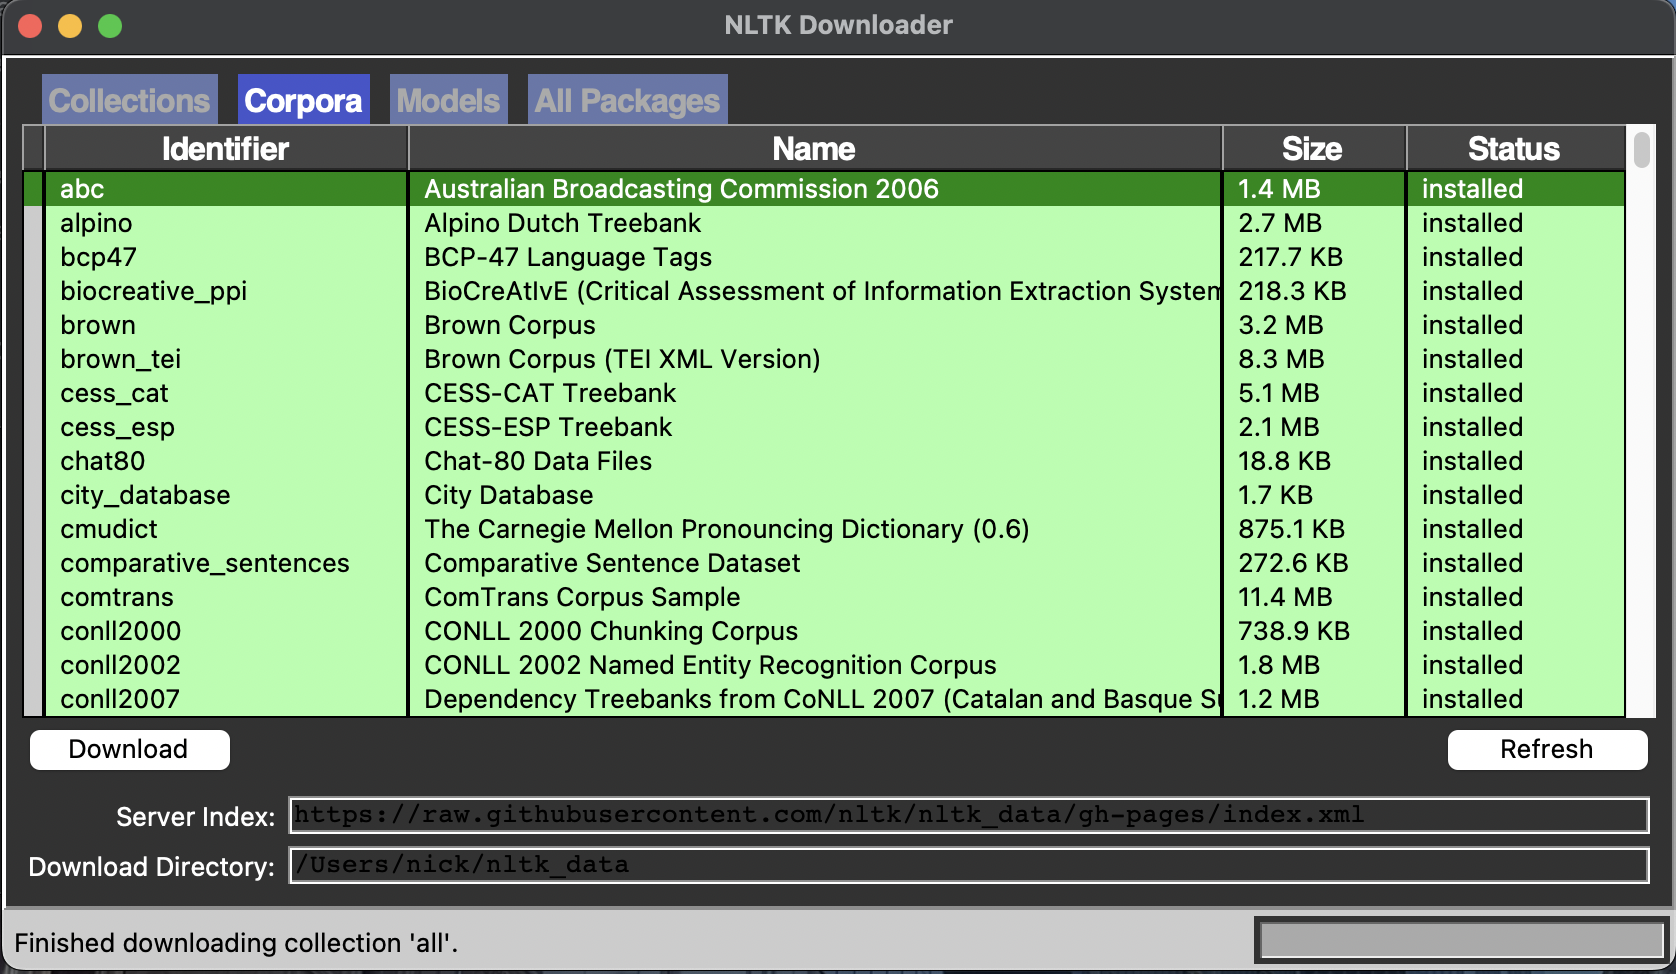 NLTK Downloader
Collections Corpora Models All Packages
Identifier Name Size Status
abc Australian Broadcasting Commission 2006 1.4 MB installed
alpino Alpino Dutch Treebank 2.7 MB installed
bcp47 BCP-47 Language Tags 217.7 KB installed
biocreative_ppi BioCreAtIvE (Critical Assessment of Information Extraction System 218.3 KB installed
brown Brown Corpus 3.2 MB installed
brown_tei Brown Corpus (TEI XML Version) 8.3 MB installed
cess_cat CESS-CAT Treebank 5.1 MB installed
cess_esp CESS-ESP Treebank 2.1 MB installed
chat80 Chat-80 Data Files 18.8 KB installed
city_database City Database 1.7 KB installed
cmudict The Carnegie Mellon Pronouncing Dictionary (0.6) 875.1 KB installed
comparative_sentences Comparative Sentence Dataset 272.6 KB installed
comtrans ComTrans Corpus Sample 11.4 MB installed
conll2000 CONLL 2000 Chunking Corpus 738.9 KB installed
conll2002 CONLL 2002 Named Entity Recognition Corpus 1.8 MB installed
conll2007 Dependency Treebanks from CoNLL 2007 (Catalan and Basque 1.2 MB installed
Download Refresh
Server Index: https://raw.githubusercontent.com/nltk/nltk_data/gh-pages/index.xml
Download Directory: /Users/nick/nltk_data
Finished downloading collection 'all'.